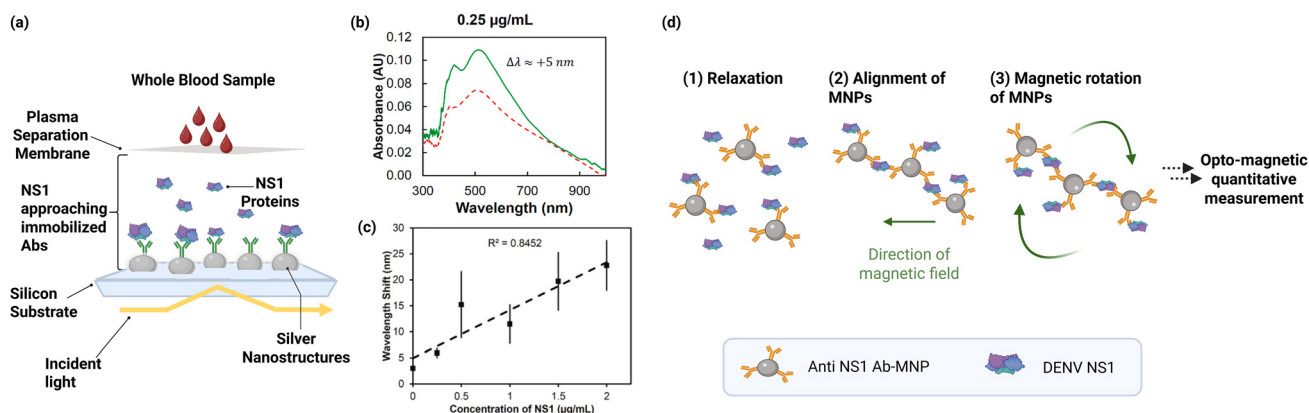 (a)
Whole Blood Sample
Plasma
Separation
Membrane
NS1
approaching
immobilized
Abs
NS1
Proteins
Silicon
Substrate
Incident
light
Silver
Nanostructures
(b)
0.25 µg/mL
Δλ ≈ +5 nm
Absorbance (AU)
0.12
0.10
0.08
0.06
0.04
0.02
0.00
300
500
700
900
Wavelength (nm)
(c)
R² = 0.8452
Wavelength Shift (nm)
30
25
20
15
10
5
0
0
0.5
1
1.5
2
Concentration of NS1 (µg/mL)
(d)
(1) Relaxation
(2) Alignment of
MNPs
(3) Magnetic rotation
of MNPs
Direction of
magnetic field
Opto-magnetic
quantitative
measurement
Anti NS1 Ab-MNP
DENV NS1